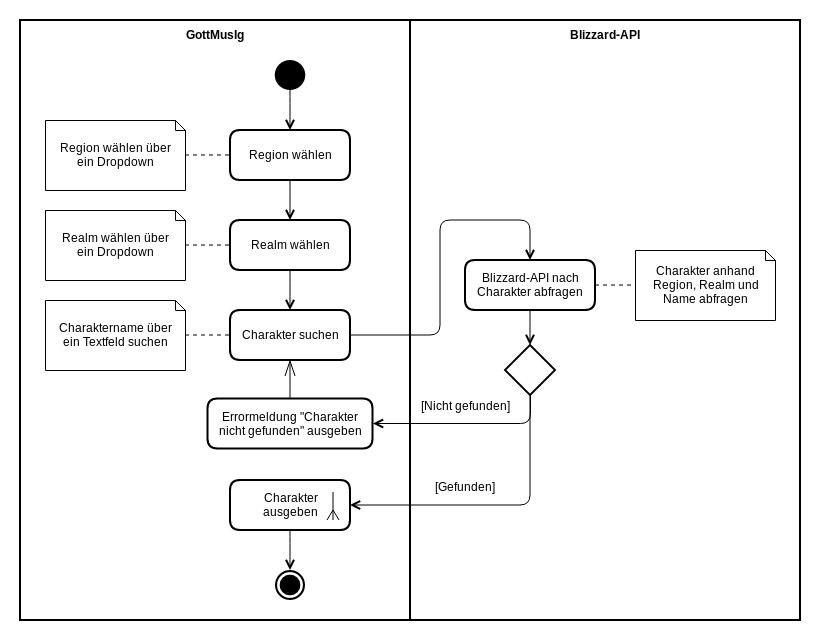 GottMusIg
Blizzard-API
Region wählen über
ein Dropdown
Region wählen
Realm wählen über
ein Dropdown
Realm wählen
Charaktername über
ein Textfeld suchen
Charakter suchen
Blizzard-API nach
Charakter abfragen
Charakter anhand
Region, Realm und
Name abfragen
[Nicht gefunden]
Errormeldung "Charakter
nicht gefunden" ausgeben
[Gefunden]
Charakter
ausgeben